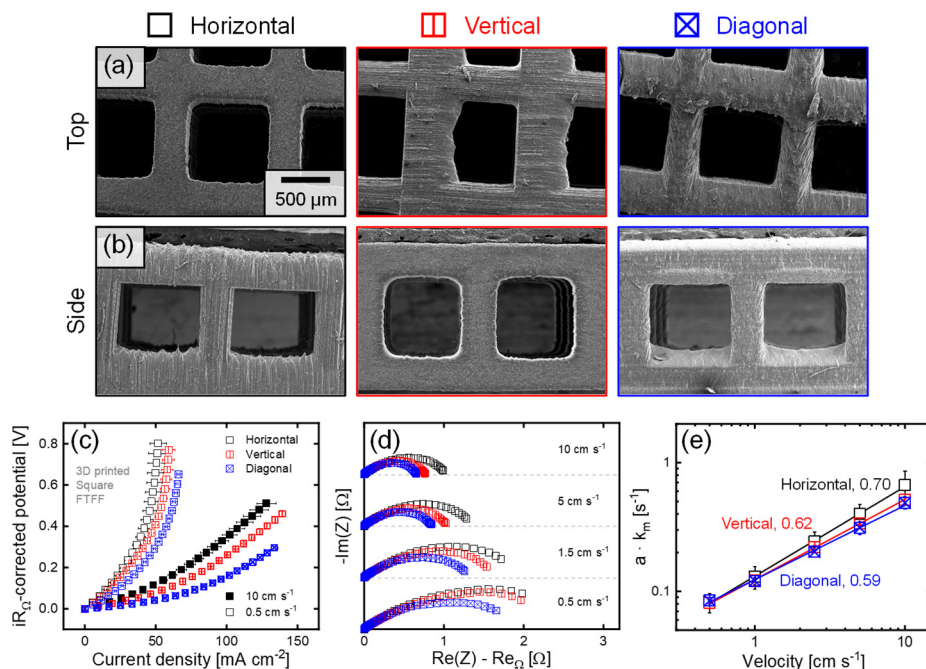 Horizontal
Vertical
Diagonal
(a)
Top
500 µm
(b)
Side
(c)
Horizontal
Vertical
Diagonal
3D printed
Square
FTFF
10 cm s⁻¹
0.5 cm s⁻¹
iR_Ω-corrected potential [V]
0.8
0.6
0.4
0.2
0.0
0
50
100
150
Current density [mA cm⁻²]
(d)
10 cm s⁻¹
5 cm s⁻¹
1.5 cm s⁻¹
0.5 cm s⁻¹
-Im(Z) [Ω]
0
1
2
3
Re(Z) - Re_Ω [Ω]
(e)
Horizontal, 0.70
Vertical, 0.62
Diagonal, 0.59
a · k_m [s⁻¹]
1
0.1
1
10
Velocity [cm s⁻¹]